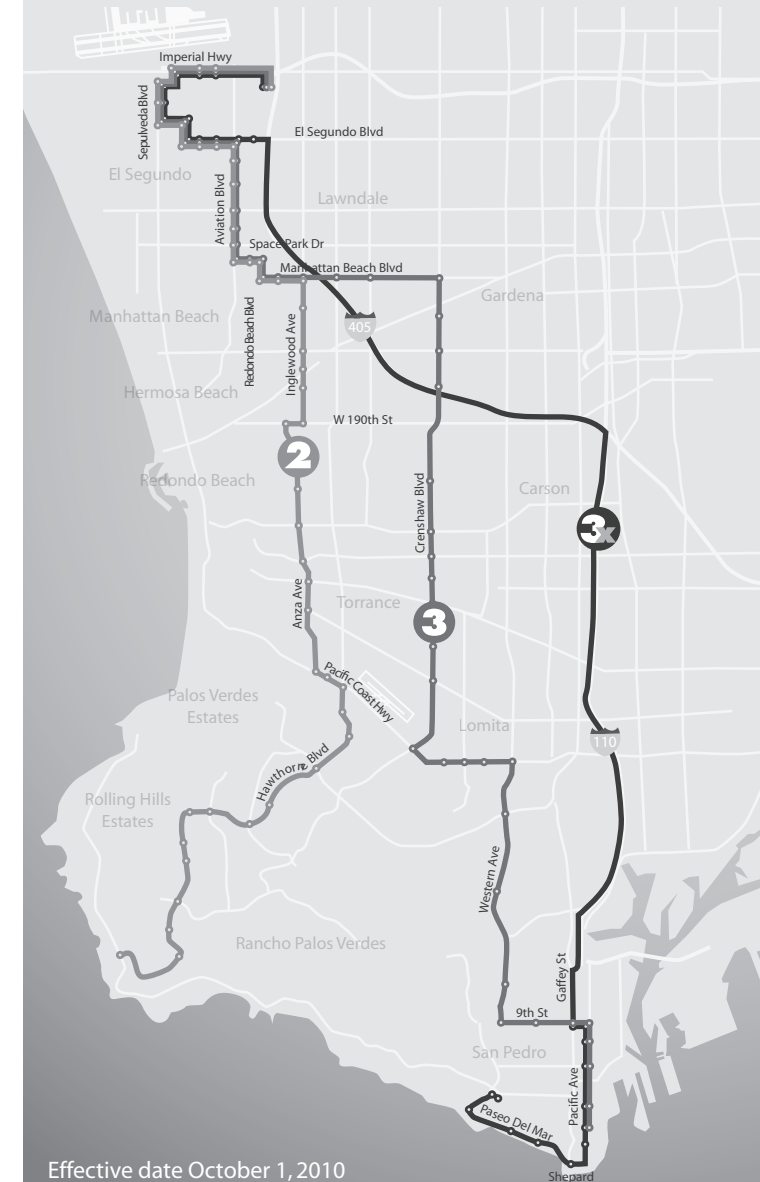 Imperial Hwy
Sepulveda Blvd
El Segundo Blvd
El Segundo
Aviation Blvd
Lawndale
Space Park Dr
Manhattan Beach Blvd
Gardena
Manhattan Beach
Redondo Beach Blvd
Inglewood Ave
405
Hermosa Beach
W 190th St
2
Redondo Beach
Crenshaw Blvd
Carson
3x
Anza Ave
Torrance
3
Pacific Coast Hwy
Palos Verdes
Estates
Lomita
110
Hawthorne Blvd
Rolling Hills
Estates
Western Ave
Rancho Palos Verdes
Gaffey St
9th St
San Pedro
Pacific Ave
Paseo Del Mar
Shepard
Effective date October 1, 2010